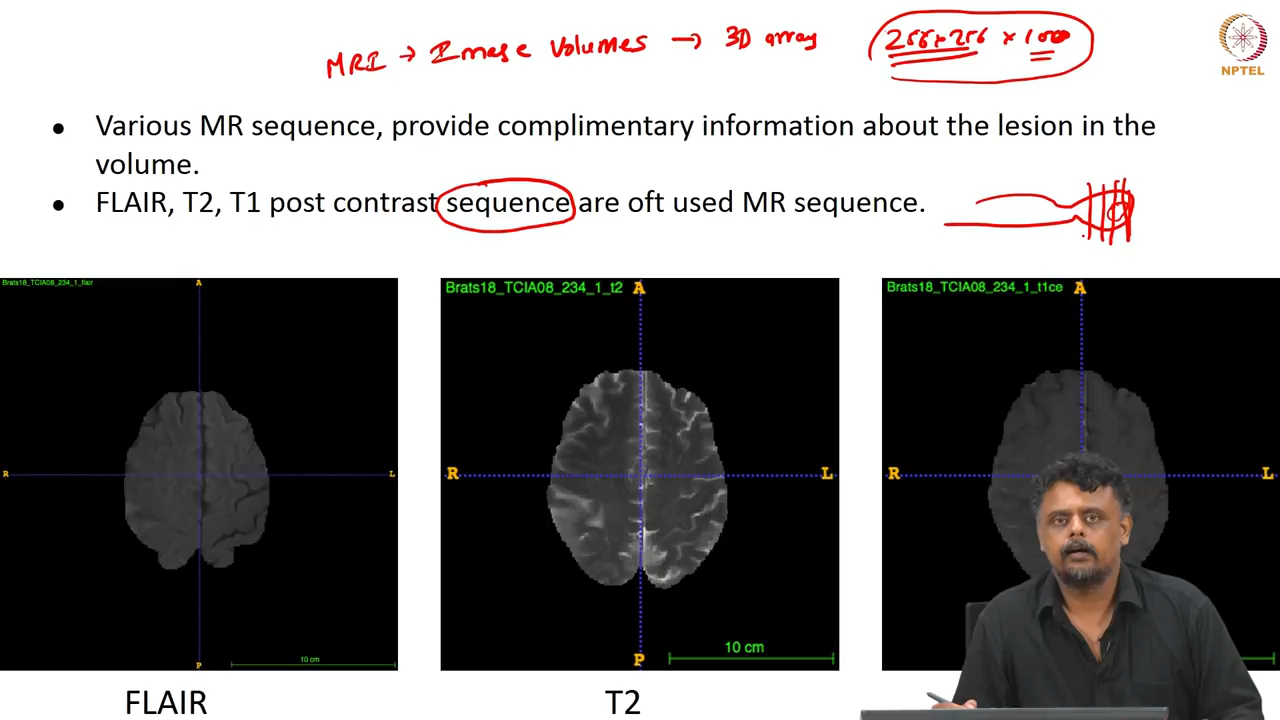 MRI → Image Volumes → 3D array 256 × 256 × 100
NPTEL
● Various MR sequence, provide complimentary information about the lesion in the
volume.
● FLAIR, T2, T1 post contrast sequence are oft used MR sequence.
Brats18_TCIA08_234_1_flair
A
R
L
P
10 cm
FLAIR
Brats18_TCIA08_234_1_t2
A
R
L
P
10 cm
T2
Brats18_TCIA08_234_1_t1ce
A
R
L